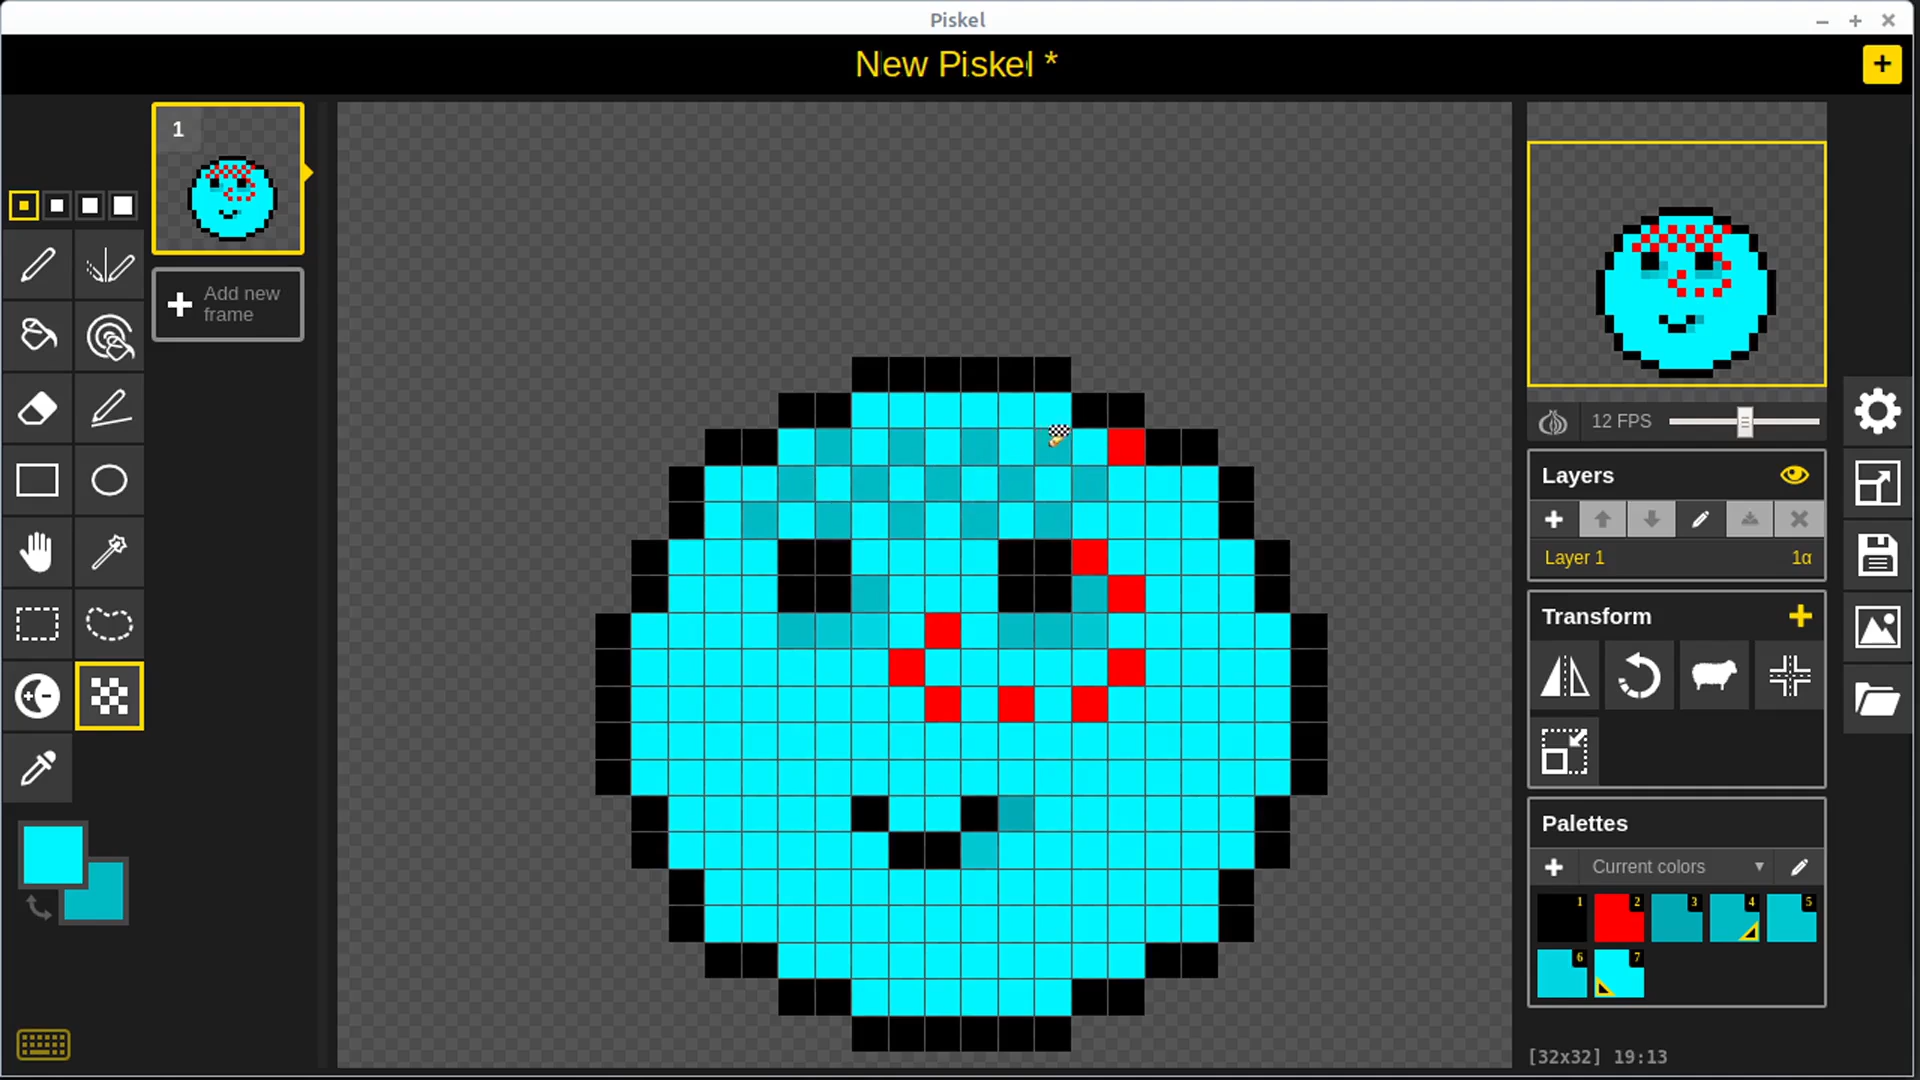 Piskel
New Piskel *
1
Add new
frame
12 FPS
Layers
Layer 1
1α
Transform
Palettes
Current colors
1 2 3 4 5
6 7
[32x32] 19:13